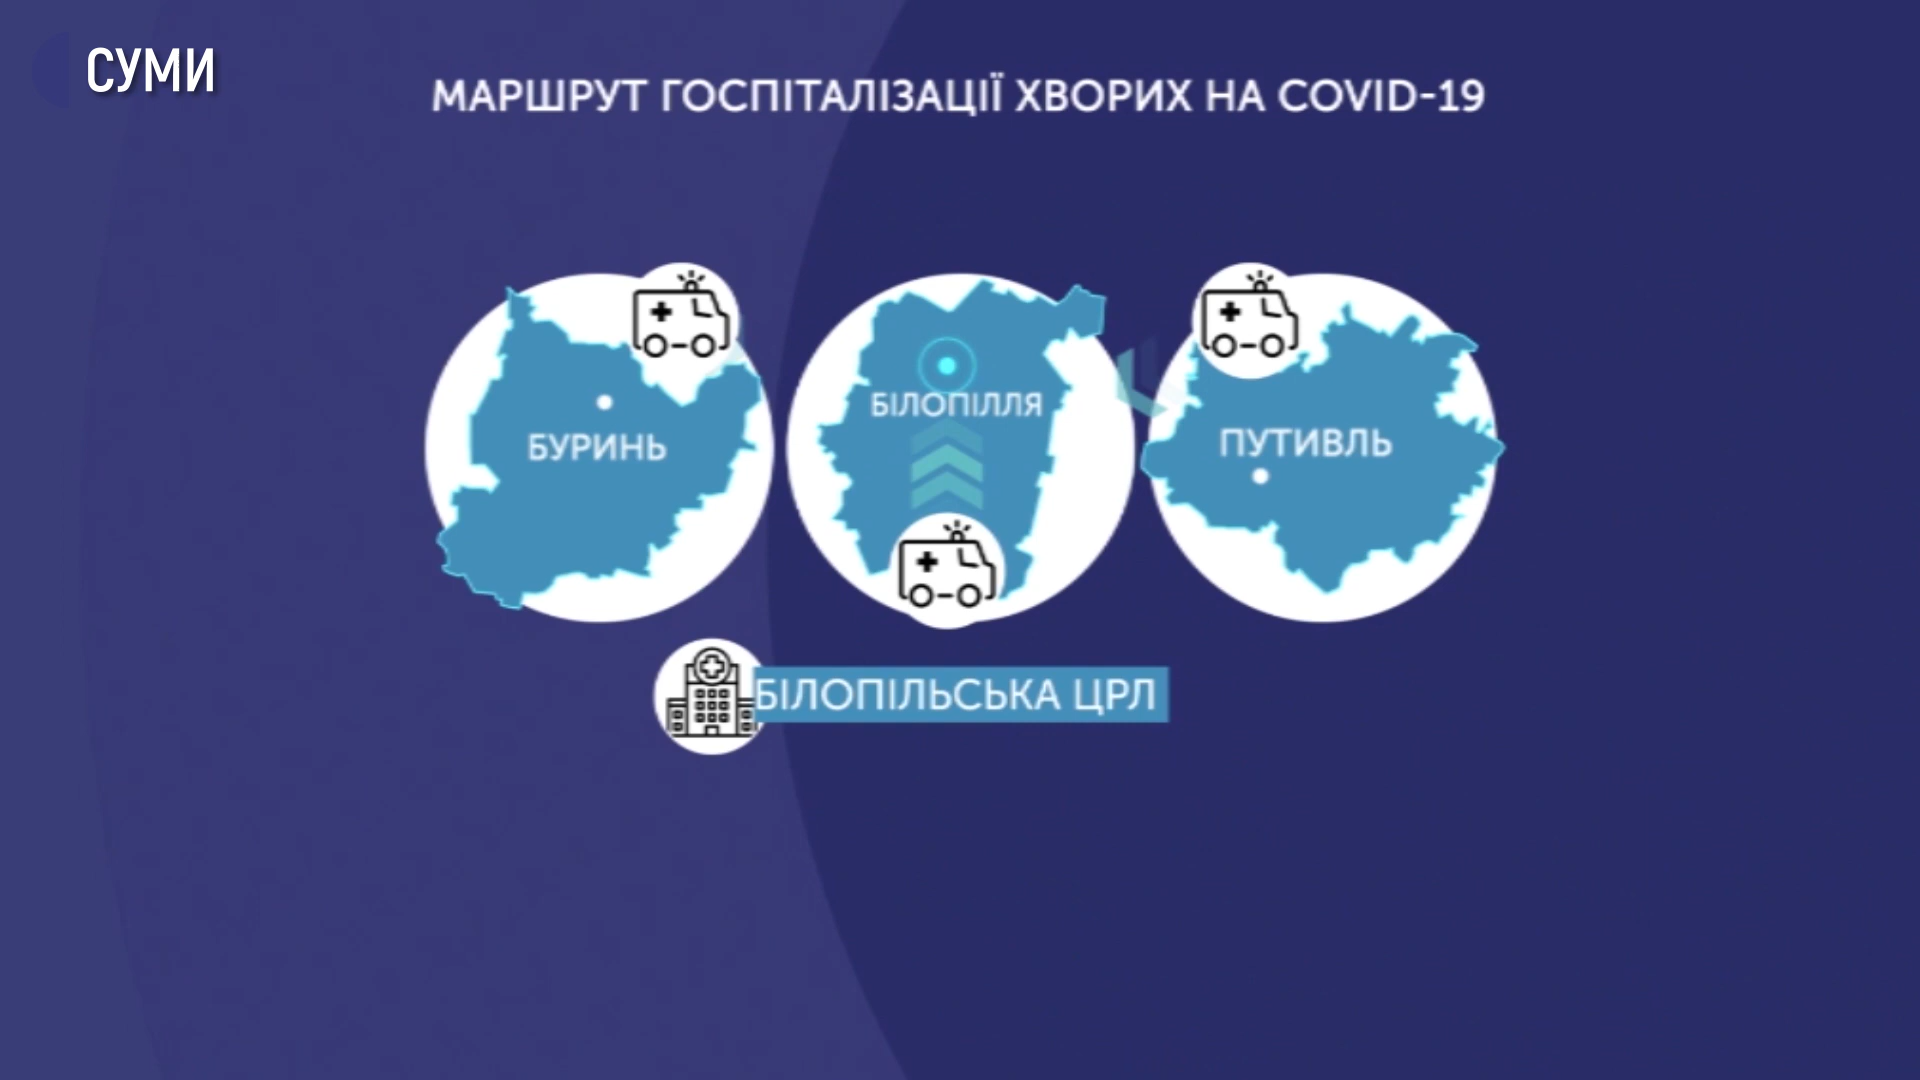 СУМИ
МАРШРУТ ГОСПІТАЛІЗАЦІЇ ХВОРИХ НА COVID-19
БУРИНЬ
БІЛОПІЛЛЯ
ПУТИВЛЬ
БІЛОПІЛЬСЬКА ЦРЛ